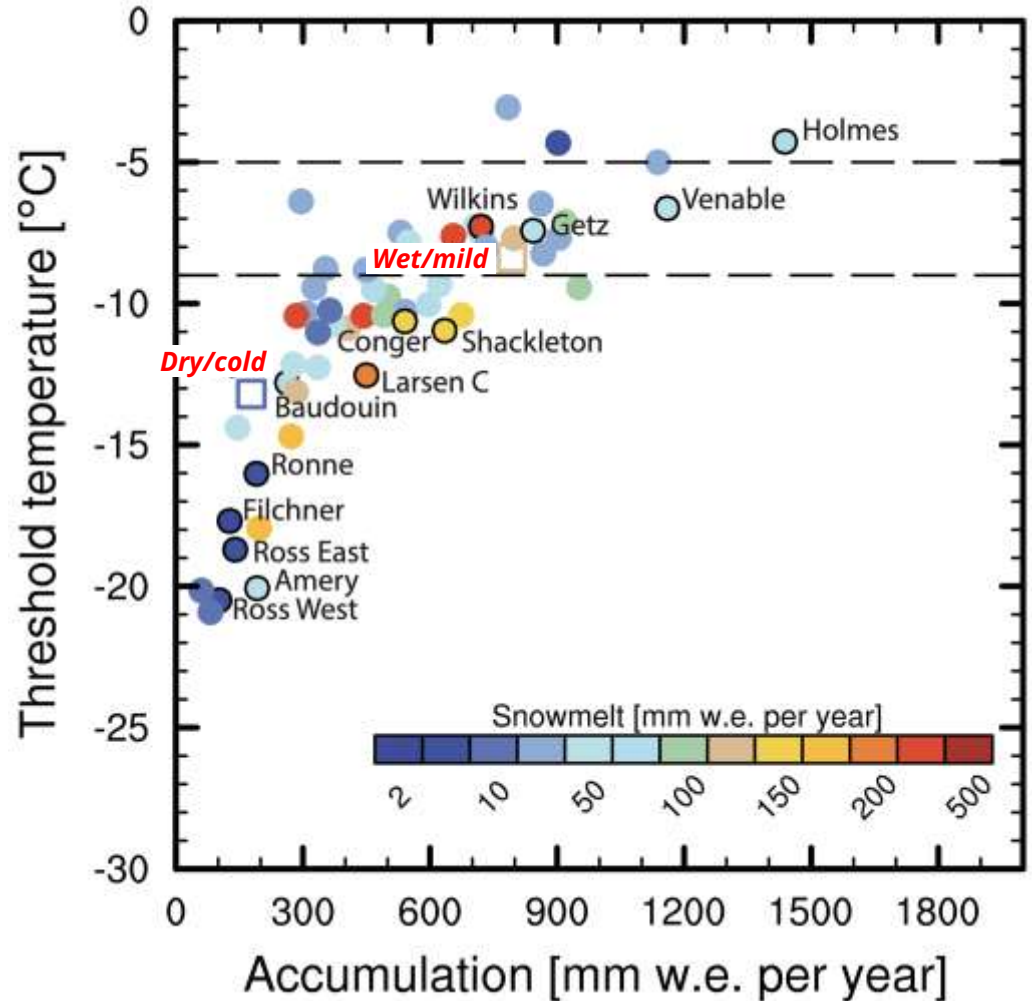 0
-5
-10
-15
-20
-25
-30
Threshold temperature [°C]
Holmes
Wilkins
Venable
Getz
Wet/mild
Conger
Shackleton
Dry/cold
Larsen C
Baudouin
Ronne
Filchner
Ross East
Amery
Ross West
Snowmelt [mm w.e. per year]
2 10 50 100 150 200 500
0 300 600 900 1200 1500 1800
Accumulation [mm w.e. per year]